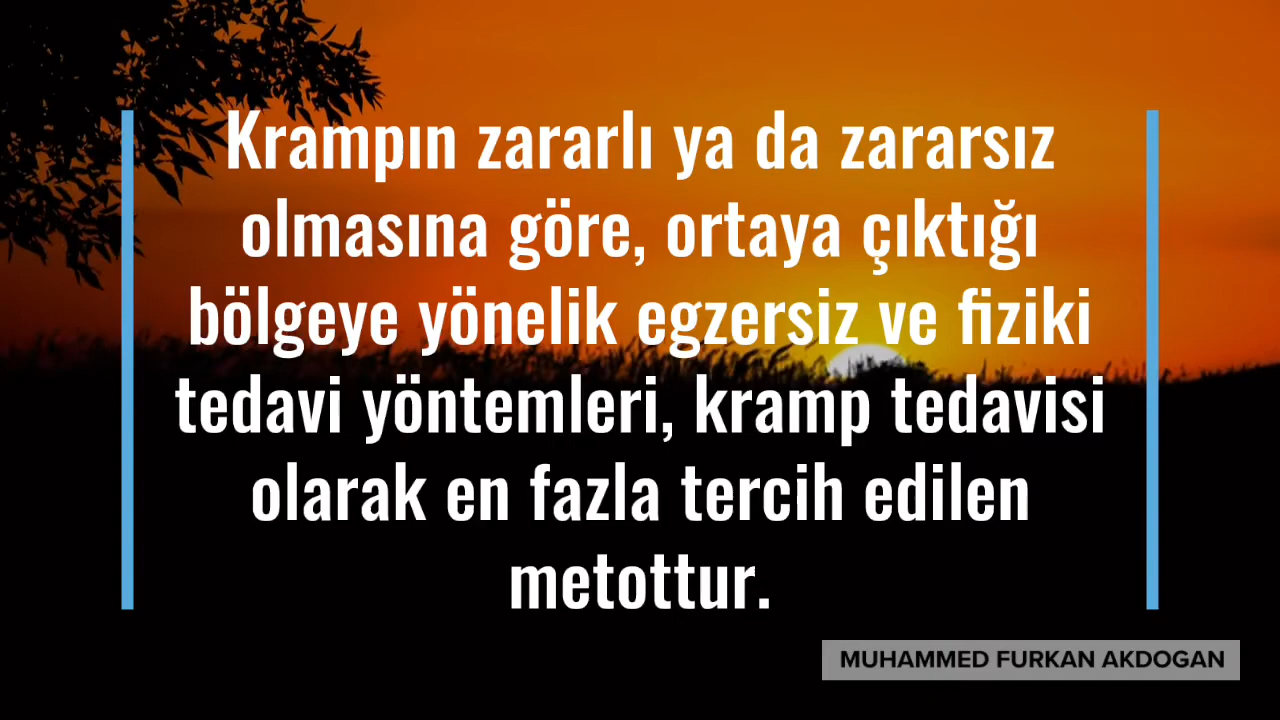 Krampın zararlı ya da zararsız
olmasına göre, ortaya çıktığı
bölgeye yönelik egzersiz ve fiziki
tedavi yöntemleri, kramp tedavisi
olarak en fazla tercih edilen
metottur.
MUHAMMED FURKAN AKDOGAN